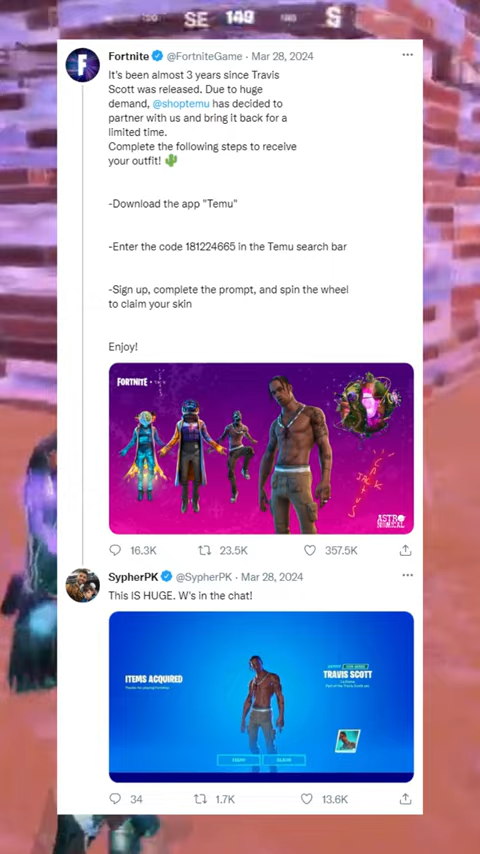 SE 149 S
Fortnite @FortniteGame · Mar 28, 2024
It's been almost 3 years since Travis
Scott was released. Due to huge
demand, @shoptemu has decided to
partner with us and bring it back for a
limited time.
Complete the following steps to receive
your outfit! 🌵
-Download the app "Temu"
-Enter the code 181224665 in the Temu search bar
-Sign up, complete the prompt, and spin the wheel
to claim your skin
Enjoy!
FORTNITE
CACK
JACTUS
ASTRO
NOMICAL
16.3K 23.5K 357.5K
SypherPK @SypherPK · Mar 28, 2024
This IS HUGE. W's in the chat!
ITEMS ACQUIRED
TRAVIS SCOTT
34 1.7K 13.6K